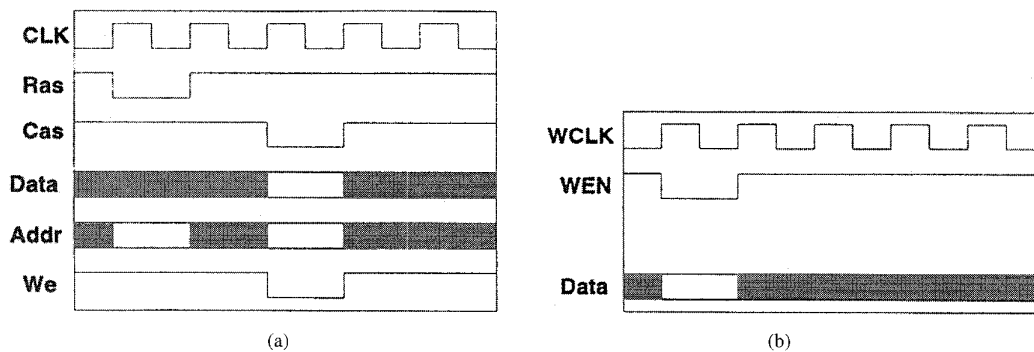 CLK
Ras
Cas
Data
Addr
We
(a)
WCLK
WEN
Data
(b)